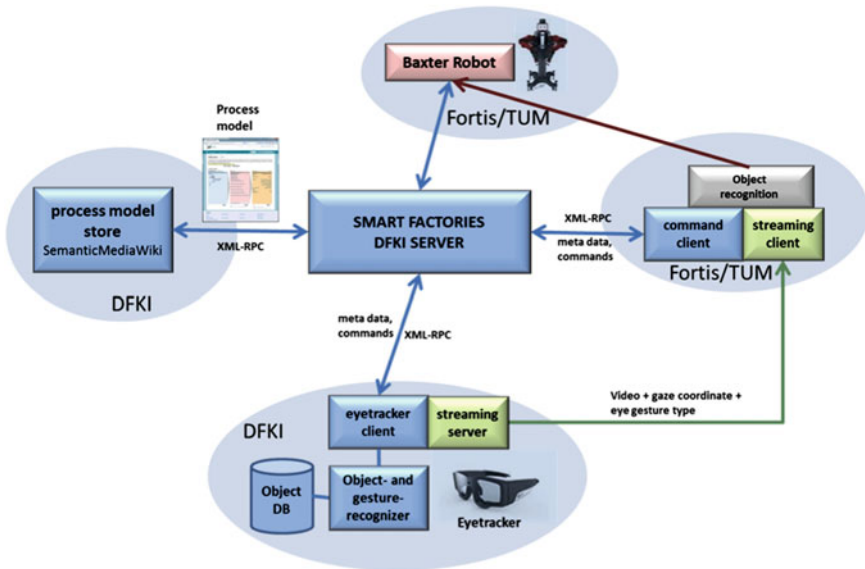 Baxter Robot
Fortis/TUM
Process
model
process model
store
SemanticMediaWiki
DFKI
XML-RPC
SMART FACTORIES
DFKI SERVER
XML-RPC
meta data,
commands
Object
recognition
command
client
streaming
client
Fortis/TUM
meta data,
commands
XML-RPC
Video + gaze coordinate +
eye gesture type
DFKI
eyetracker
client
streaming
server
Object
DB
Object- and
gesture-
recognizer
Eyetracker